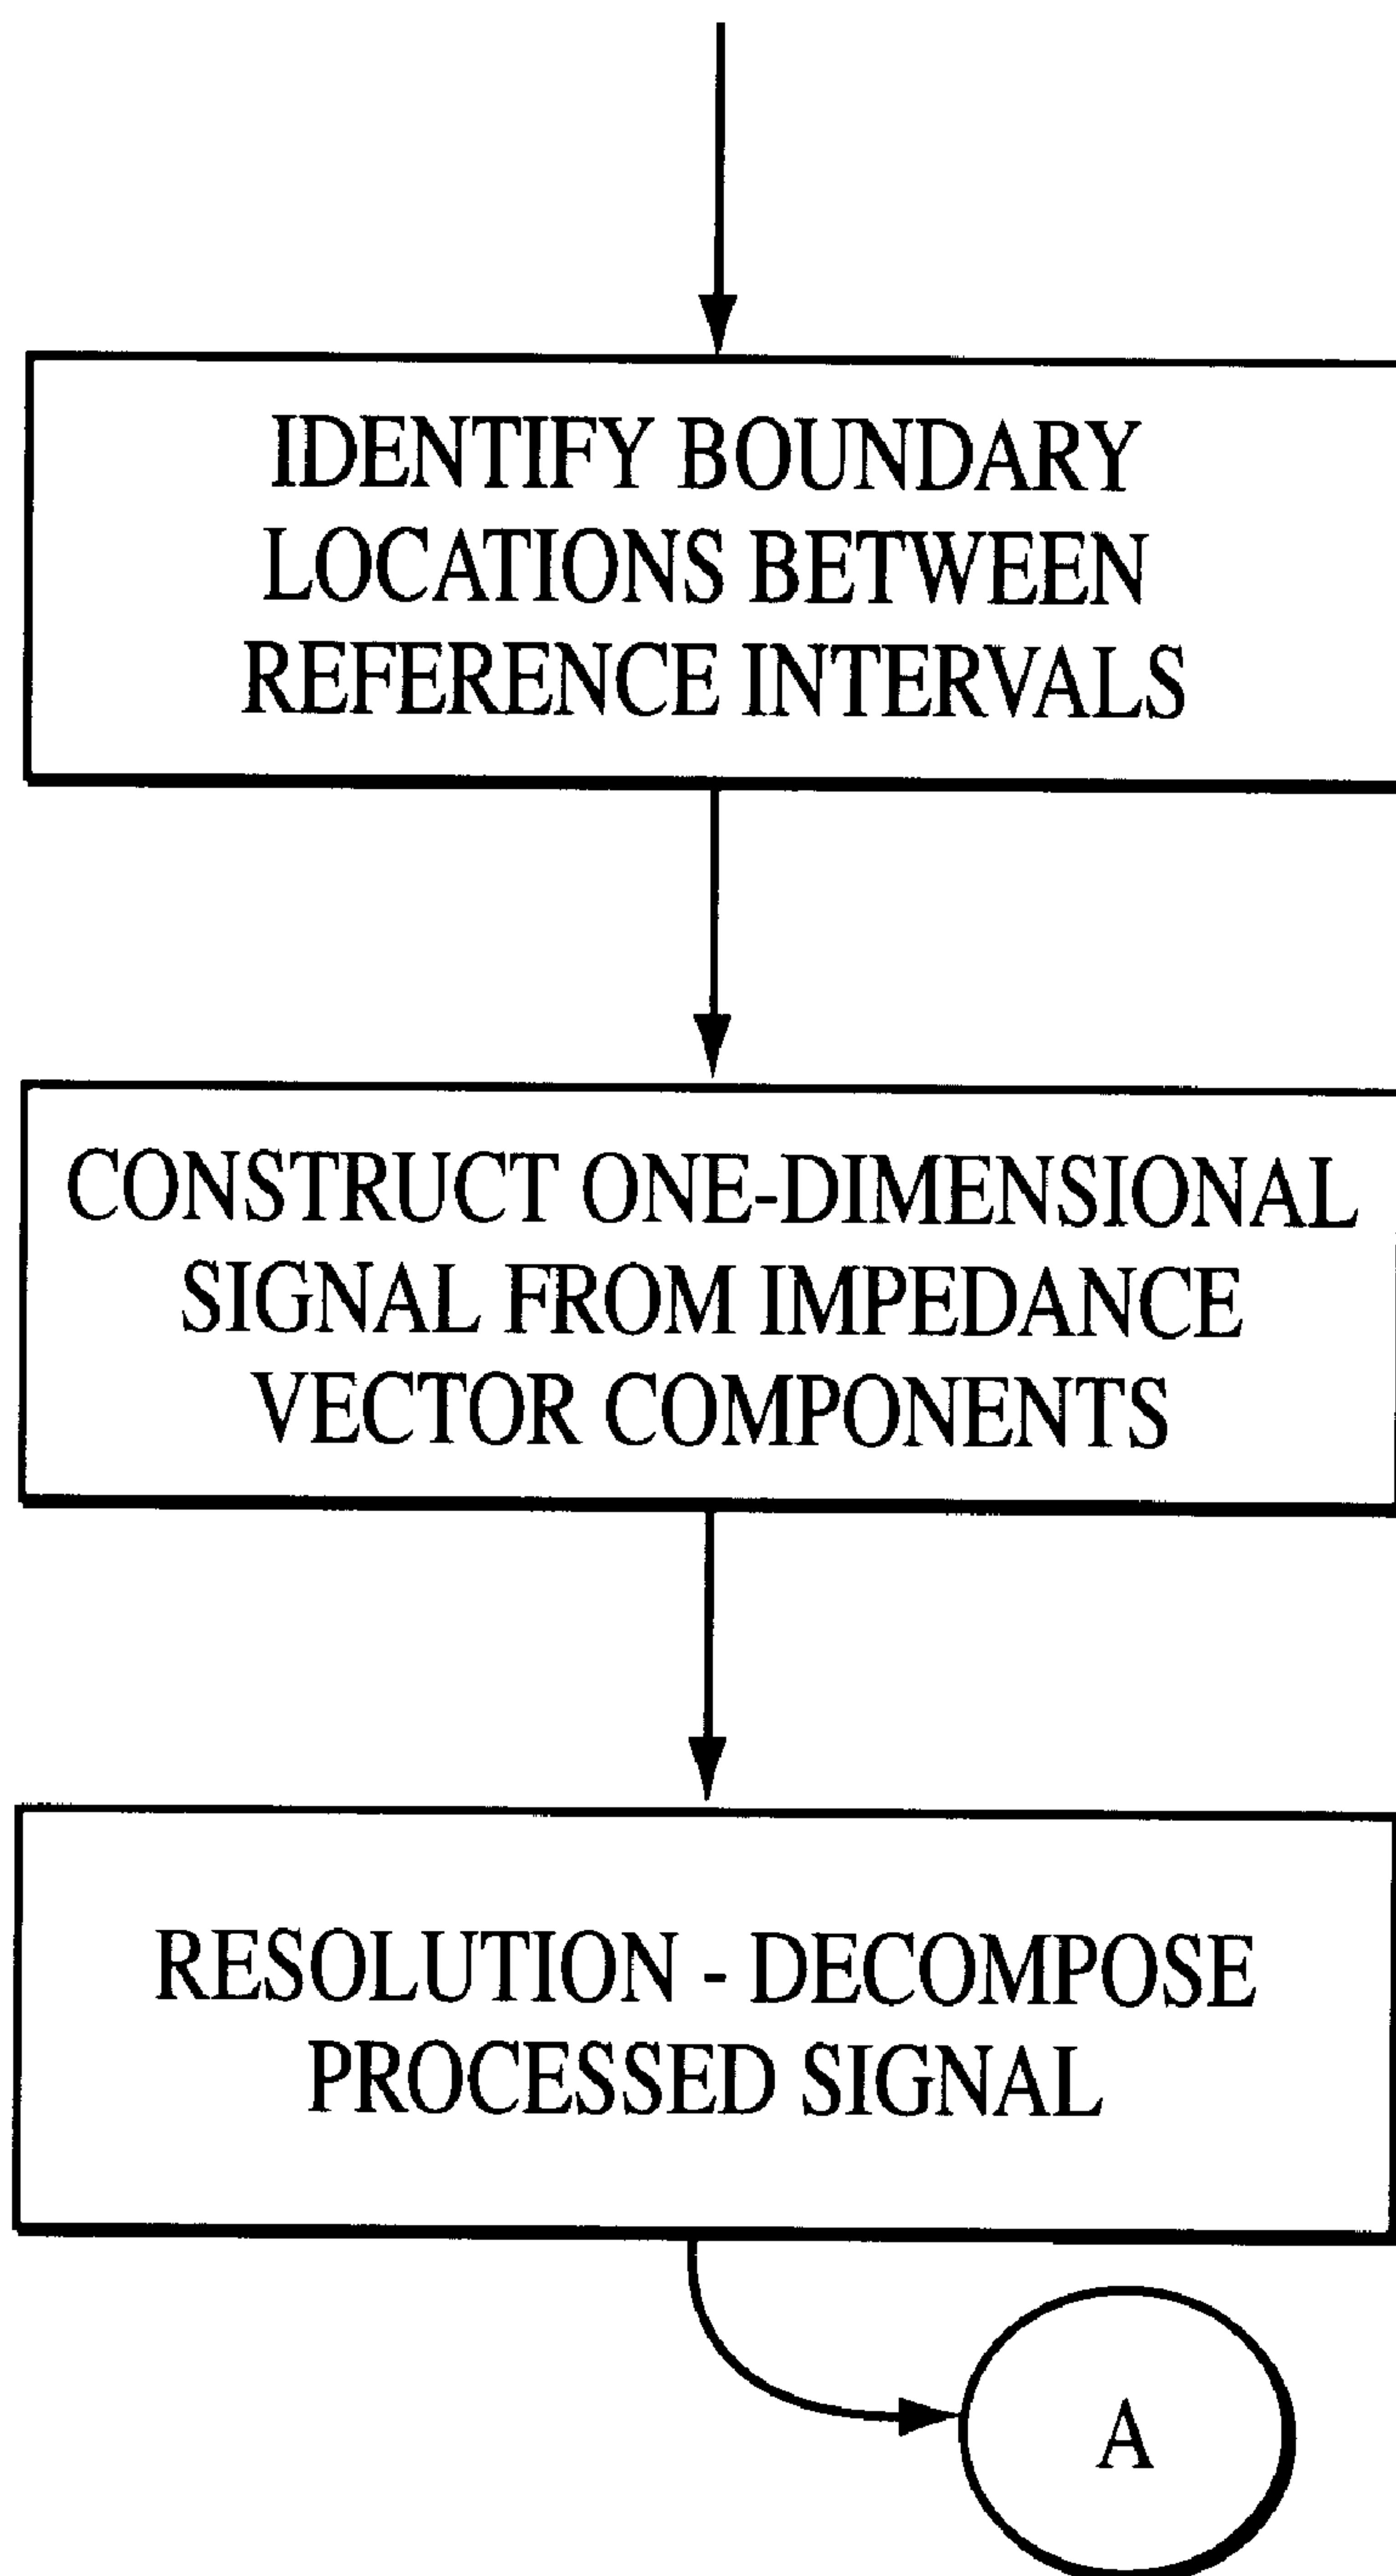 IDENTIFY BOUNDARY
LOCATIONS BETWEEN
REFERENCE INTERVALS
CONSTRUCT ONE-DIMENSIONAL
SIGNAL FROM IMPEDANCE
VECTOR COMPONENTS
RESOLUTION - DECOMPOSE
PROCESSED SIGNAL
A